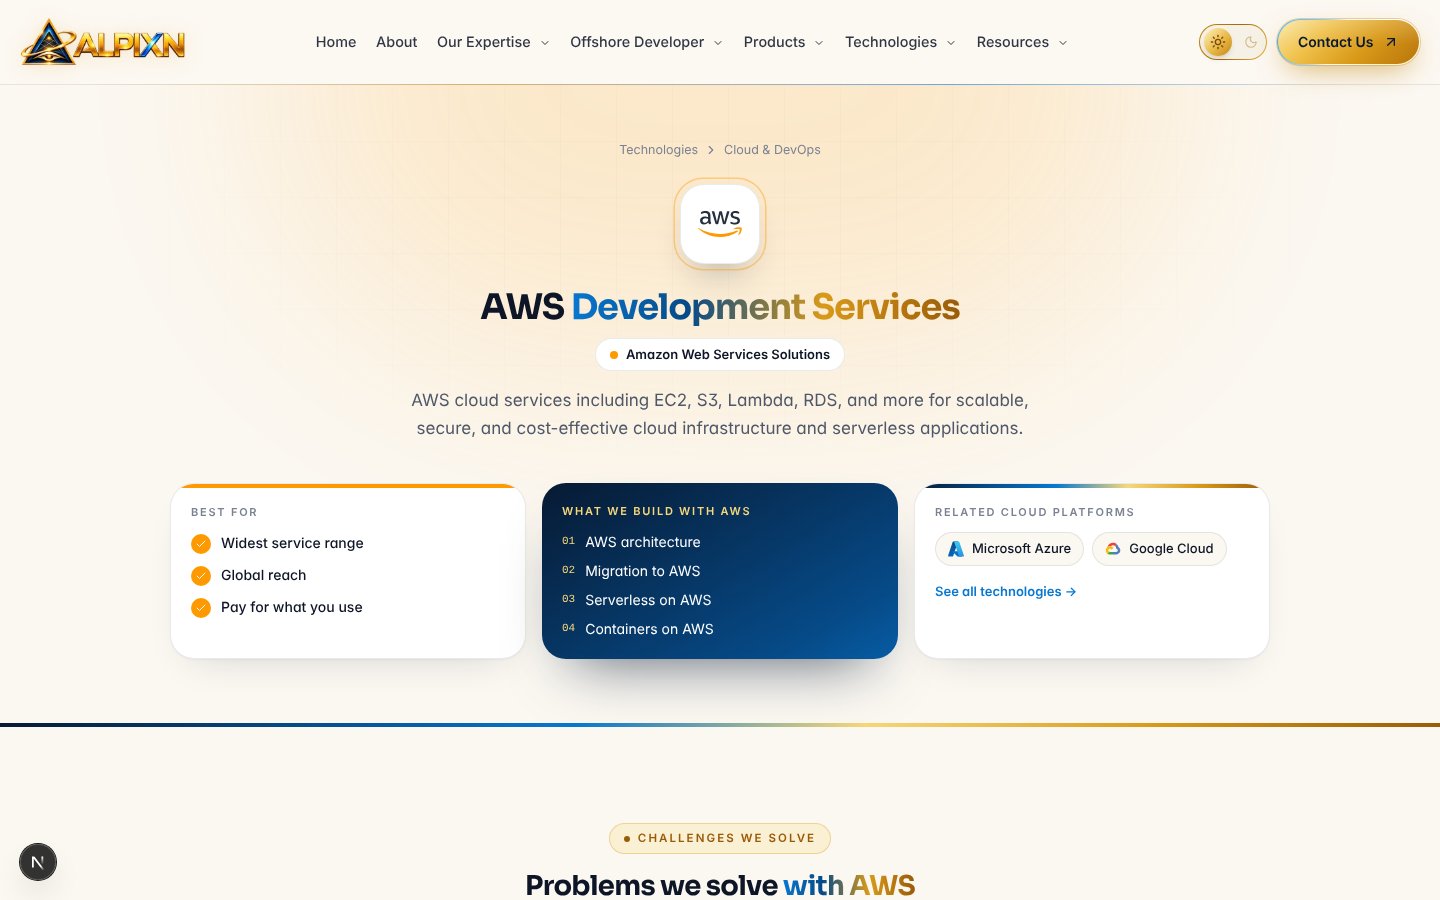 ALPIXN
Home
About
Our Expertise
Offshore Developer
Products
Technologies
Resources
Contact Us
Technologies > Cloud & DevOps
aws
AWS Development Services
Amazon Web Services Solutions
AWS cloud services including EC2, S3, Lambda, RDS, and more for scalable,
secure, and cost-effective cloud infrastructure and serverless applications.
BEST FOR
Widest service range
Global reach
Pay for what you use
WHAT WE BUILD WITH AWS
01 AWS architecture
02 Migration to AWS
03 Serverless on AWS
04 Containers on AWS
RELATED CLOUD PLATFORMS
Microsoft Azure
Google Cloud
See all technologies →
CHALLENGES WE SOLVE
Problems we solve with AWS
N